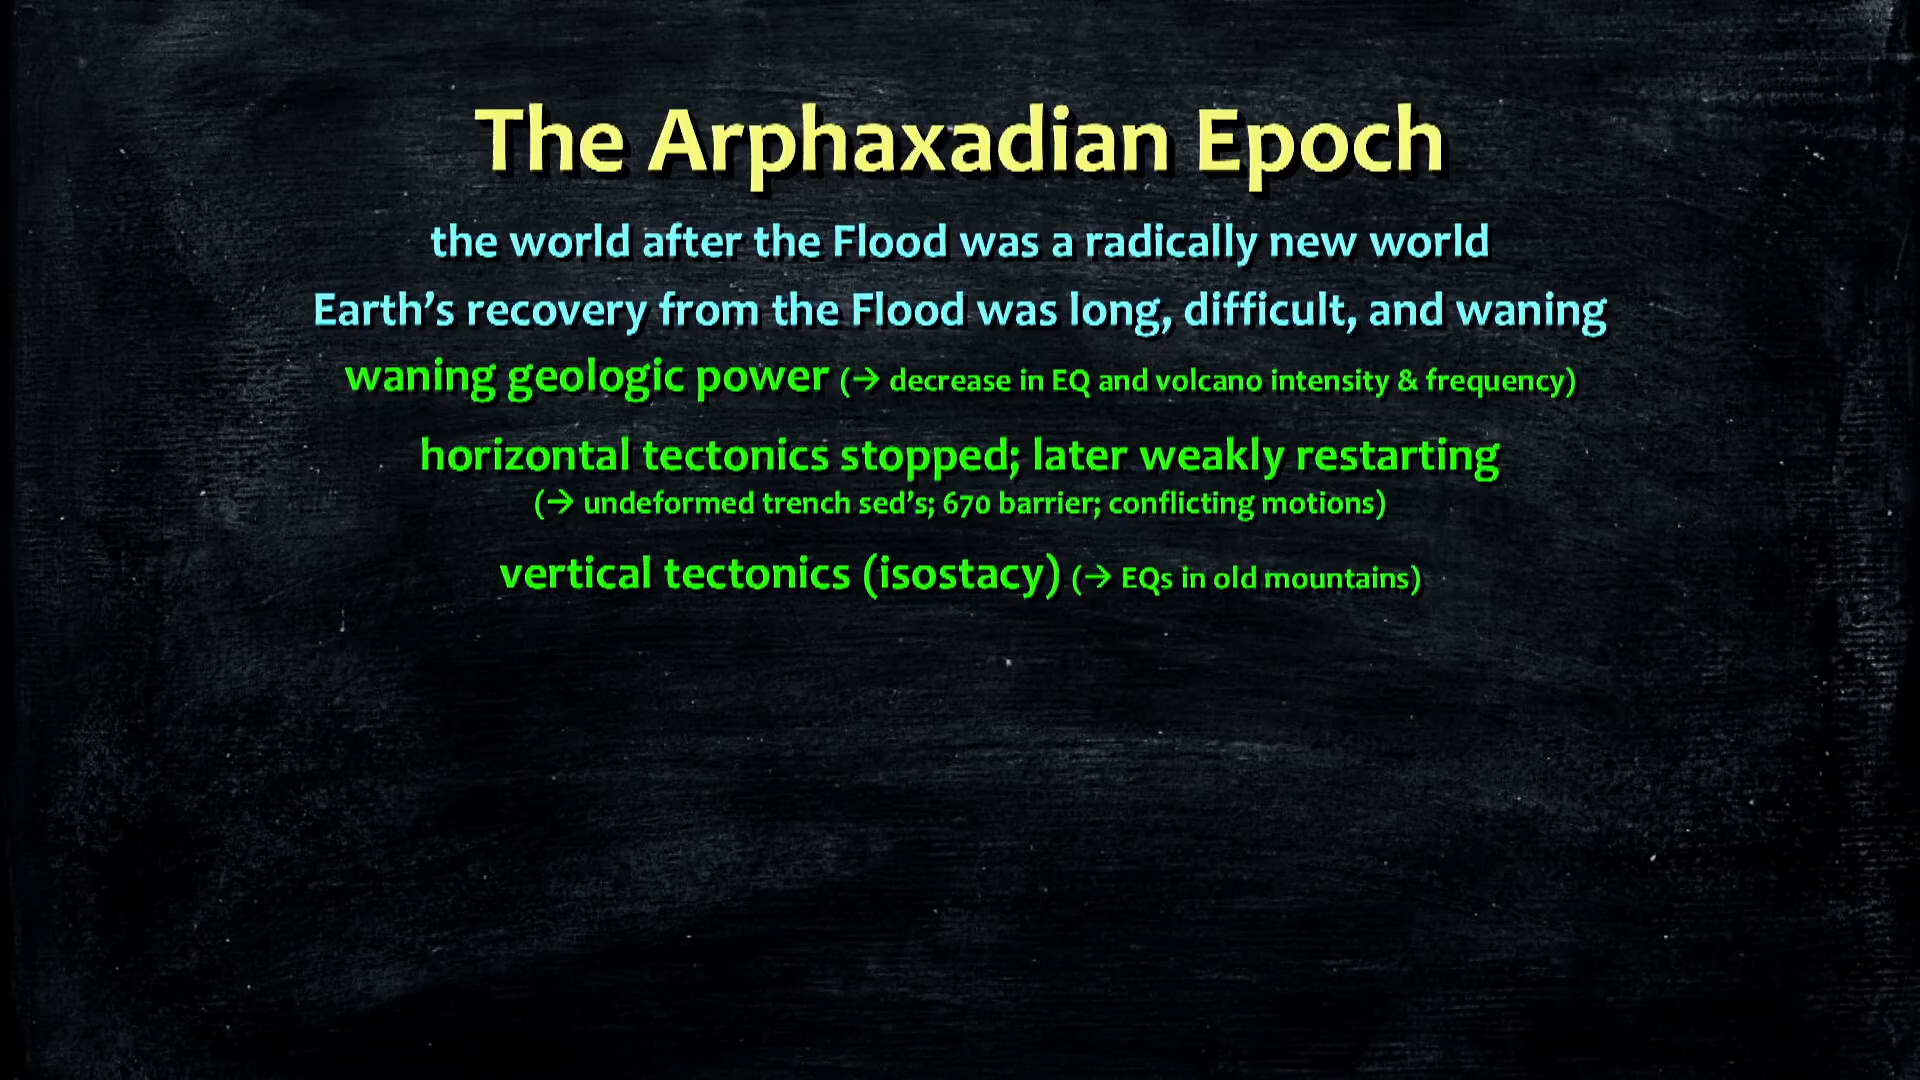 The Arphaxadian Epoch
the world after the Flood was a radically new world
Earth’s recovery from the Flood was long, difficult, and waning
waning geologic power (→ decrease in EQ and volcano intensity & frequency)
horizontal tectonics stopped; later weakly restarting
(→ undeformed trench sed’s; 670 barrier; conflicting motions)
vertical tectonics (isostacy) (→ EQs in old mountains)